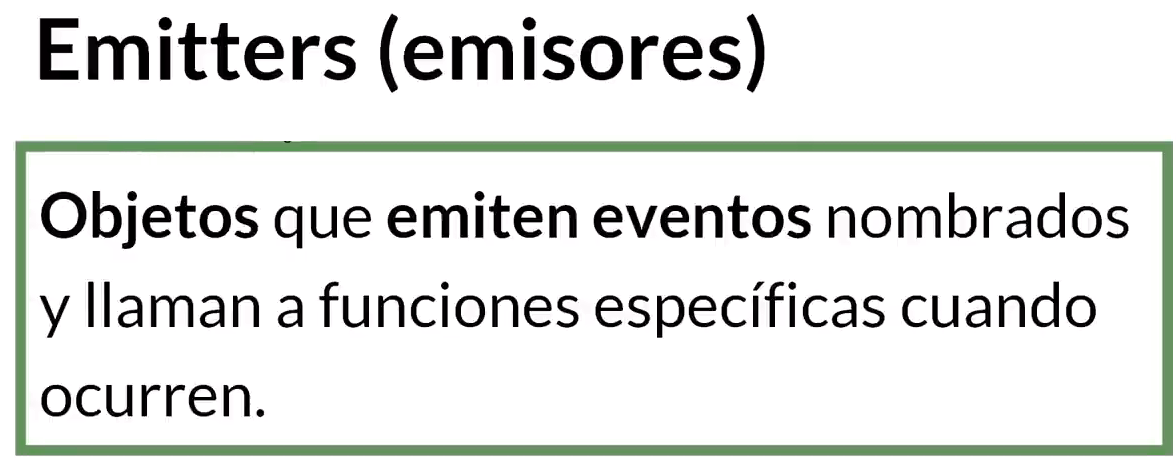 Emitters (emisores)
Objetos que emiten eventos nombrados
y llaman a funciones específicas cuando
ocurren.